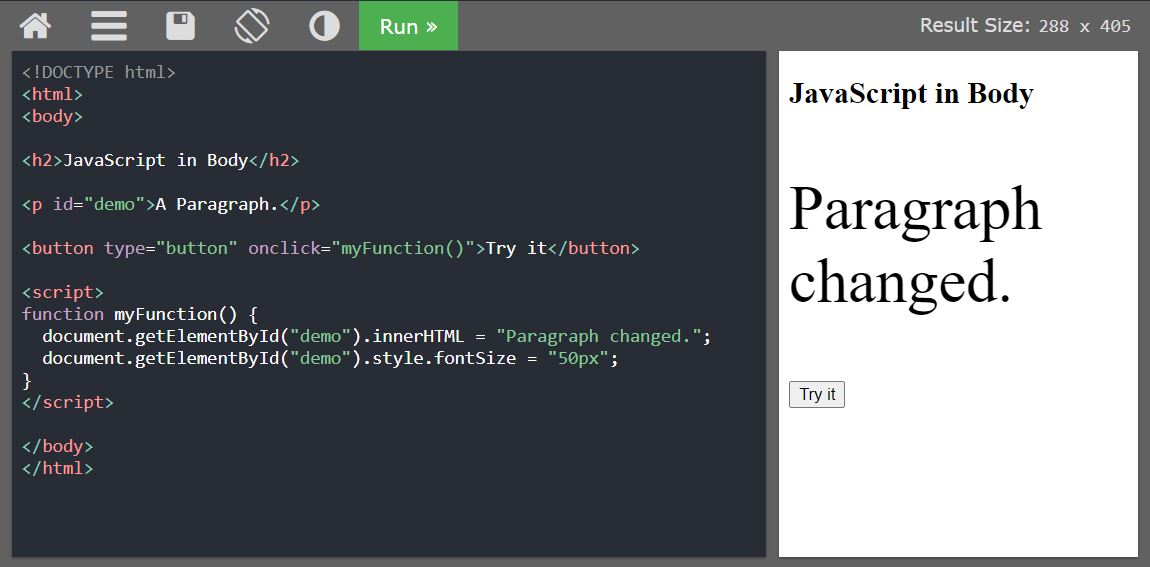 Run »
Result Size: 288 x 405
<!DOCTYPE html>
<html>
<body>
<h2>JavaScript in Body</h2>
<p id="demo">A Paragraph.</p>
<button type="button" onclick="myFunction()">Try it</button>
<script>
function myFunction() {
  document.getElementById("demo").innerHTML = "Paragraph changed.";
  document.getElementById("demo").style.fontSize = "50px";
}
</script>
</body>
</html>
JavaScript in Body
Paragraph
changed.
Try it